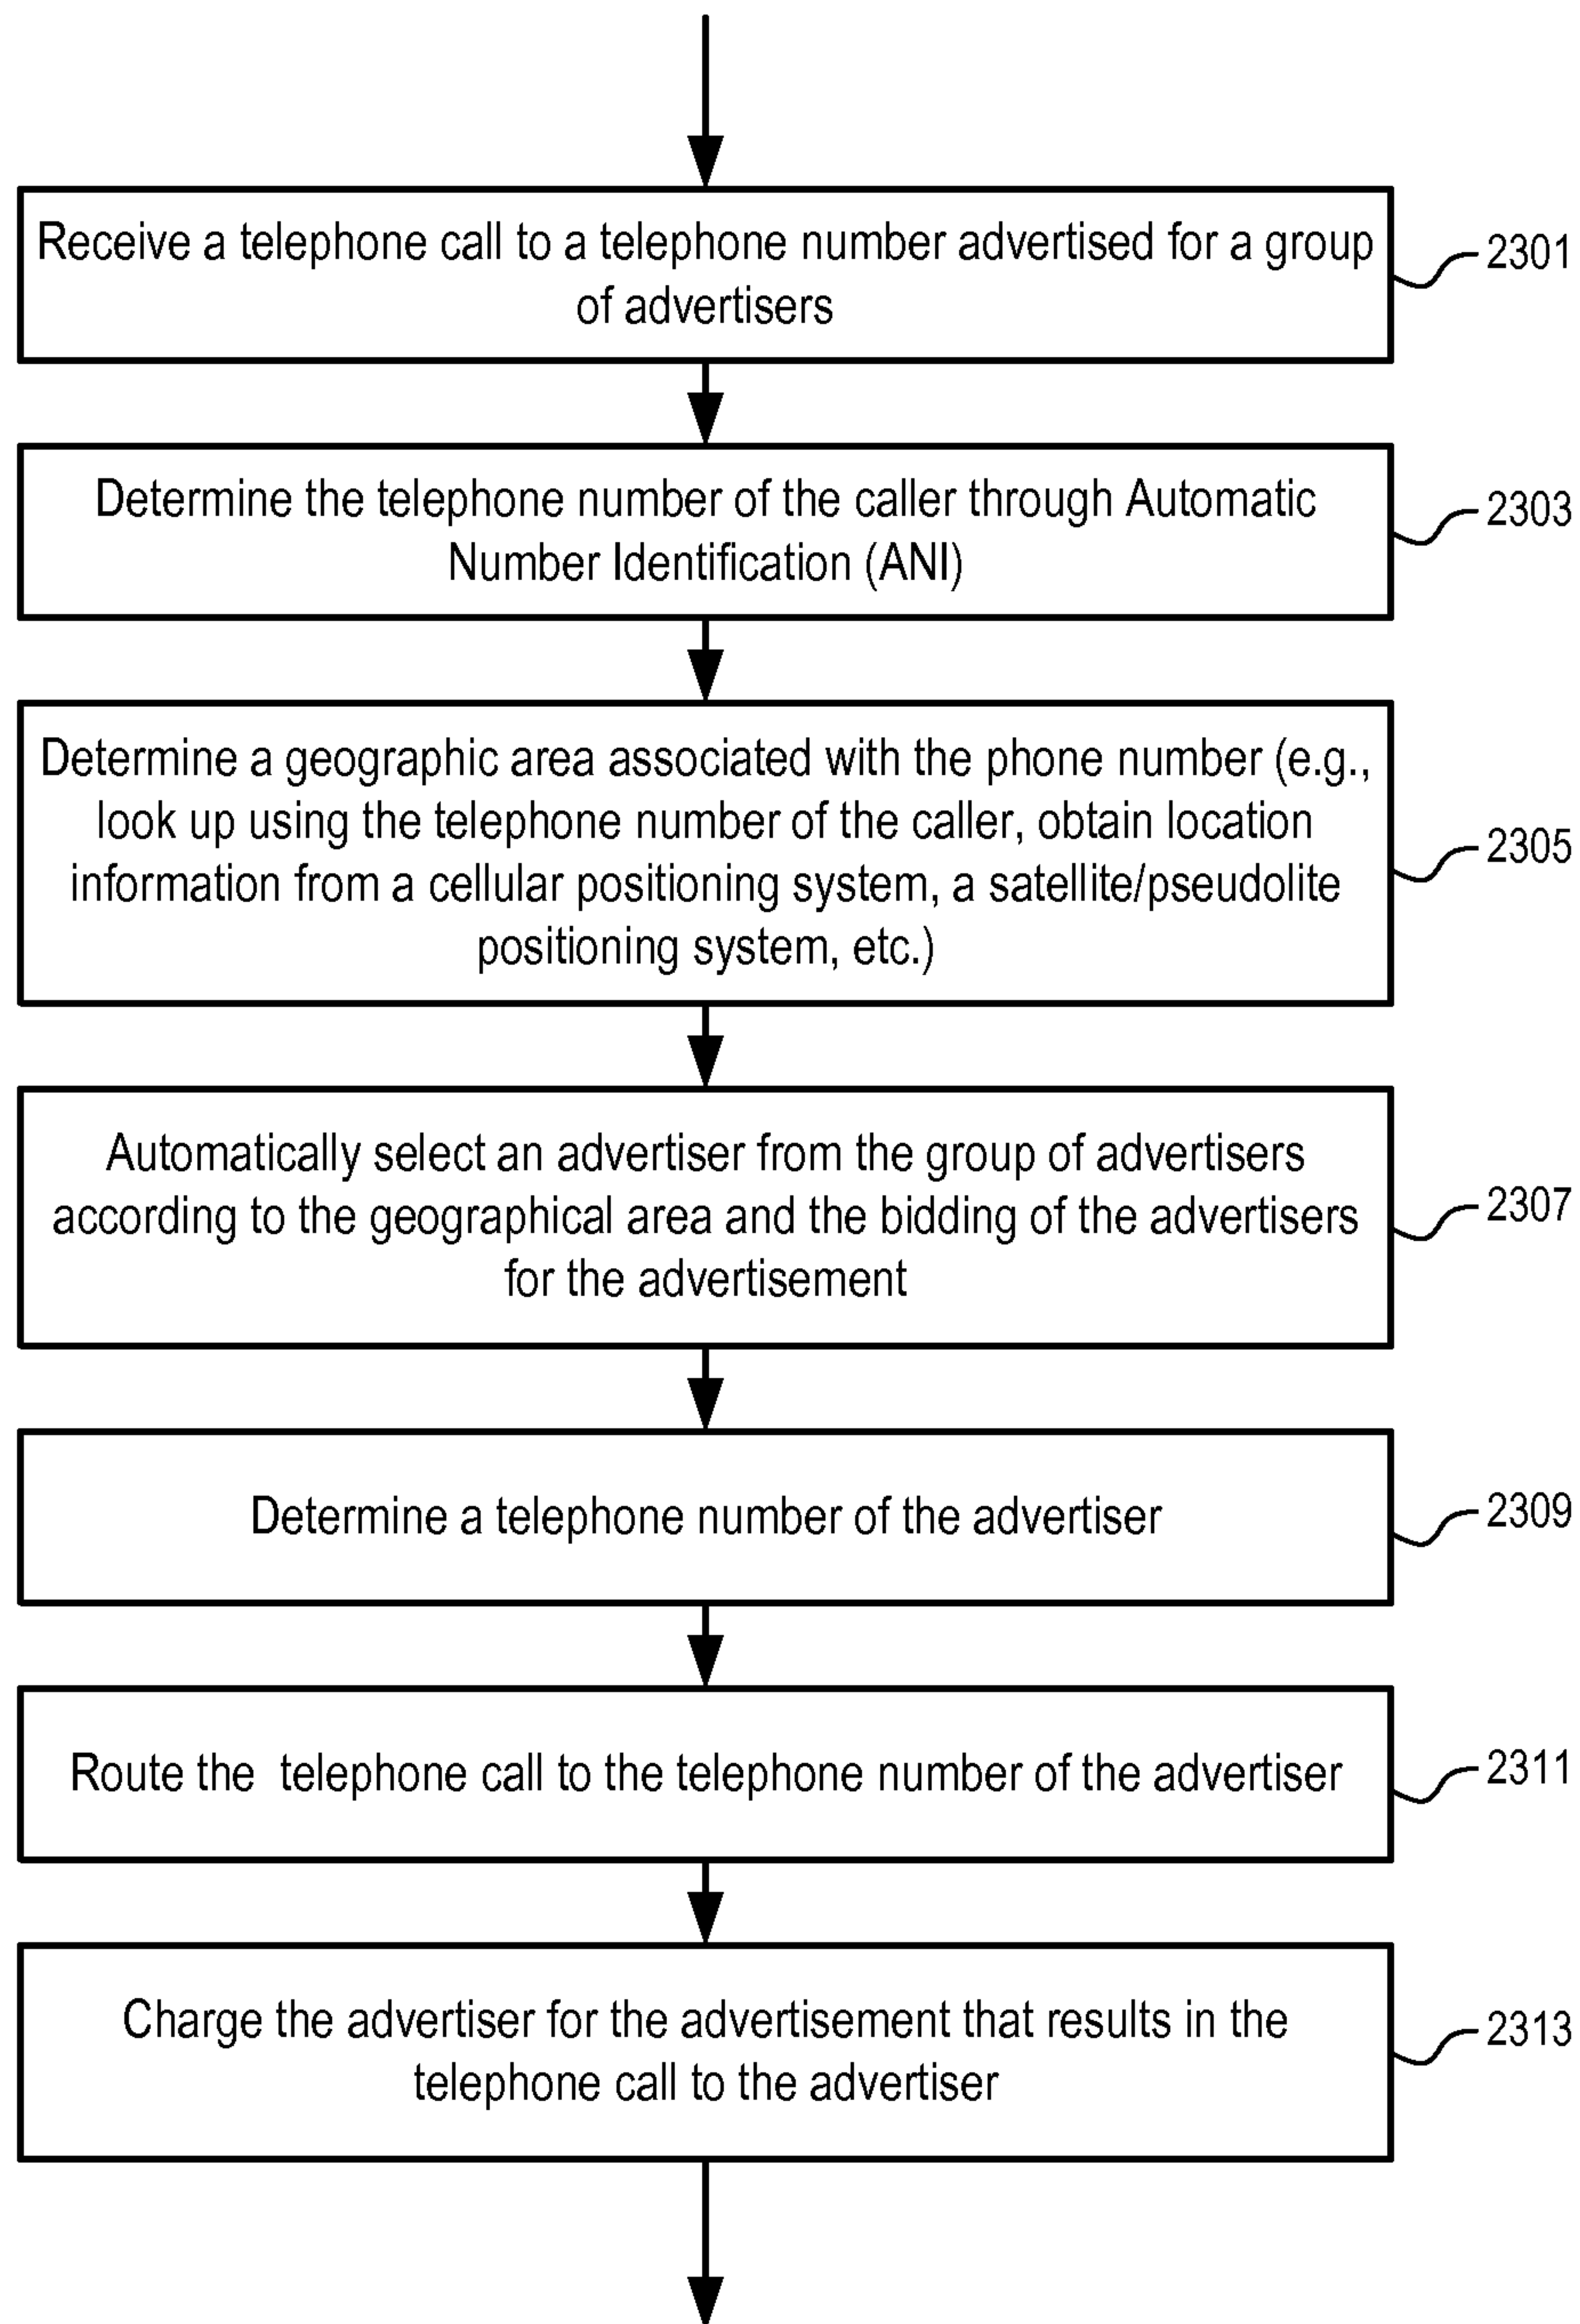 Receive a telephone call to a telephone number advertised for a group
of advertisers
2301
Determine the telephone number of the caller through Automatic
Number Identification (ANI)
2303
Determine a geographic area associated with the phone number (e.g.,
look up using the telephone number of the caller, obtain location
information from a cellular positioning system, a satellite/pseudolite
positioning system, etc.)
2305
Automatically select an advertiser from the group of advertisers
according to the geographical area and the bidding of the advertisers
for the advertisement
2307
Determine a telephone number of the advertiser
2309
Route the telephone call to the telephone number of the advertiser
2311
Charge the advertiser for the advertisement that results in the
telephone call to the advertiser
2313